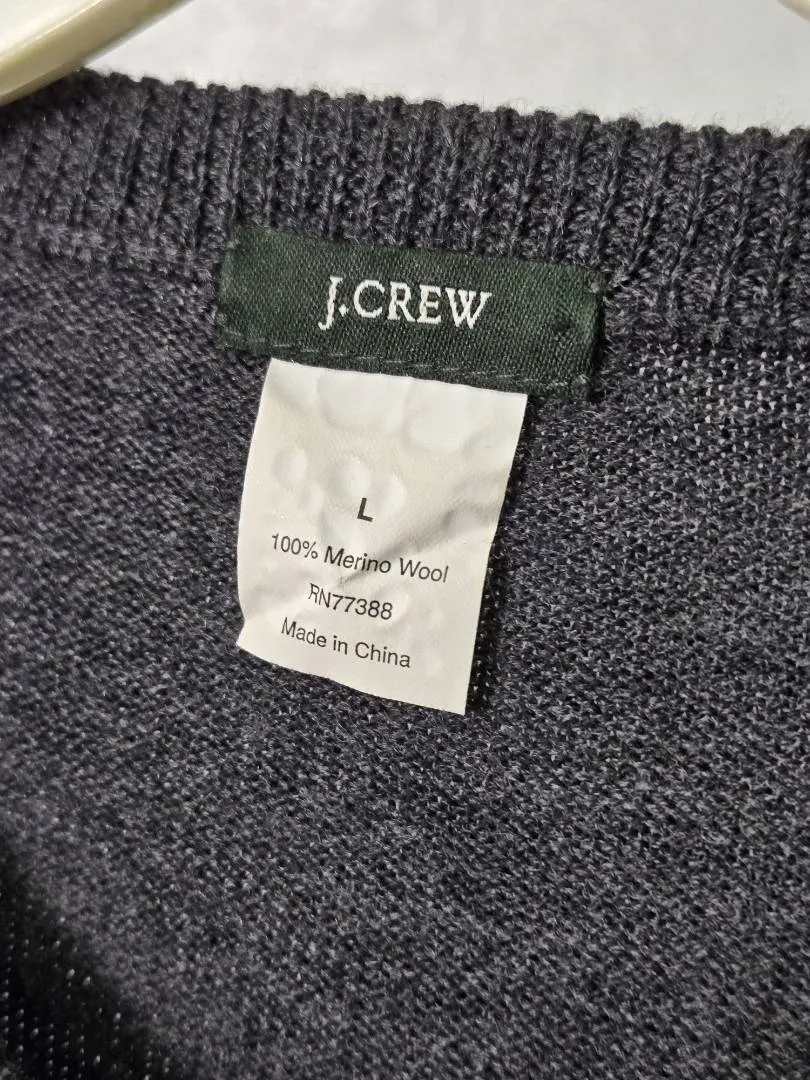 J.CREW
L
100% Merino Wool
RN77388
Made in China